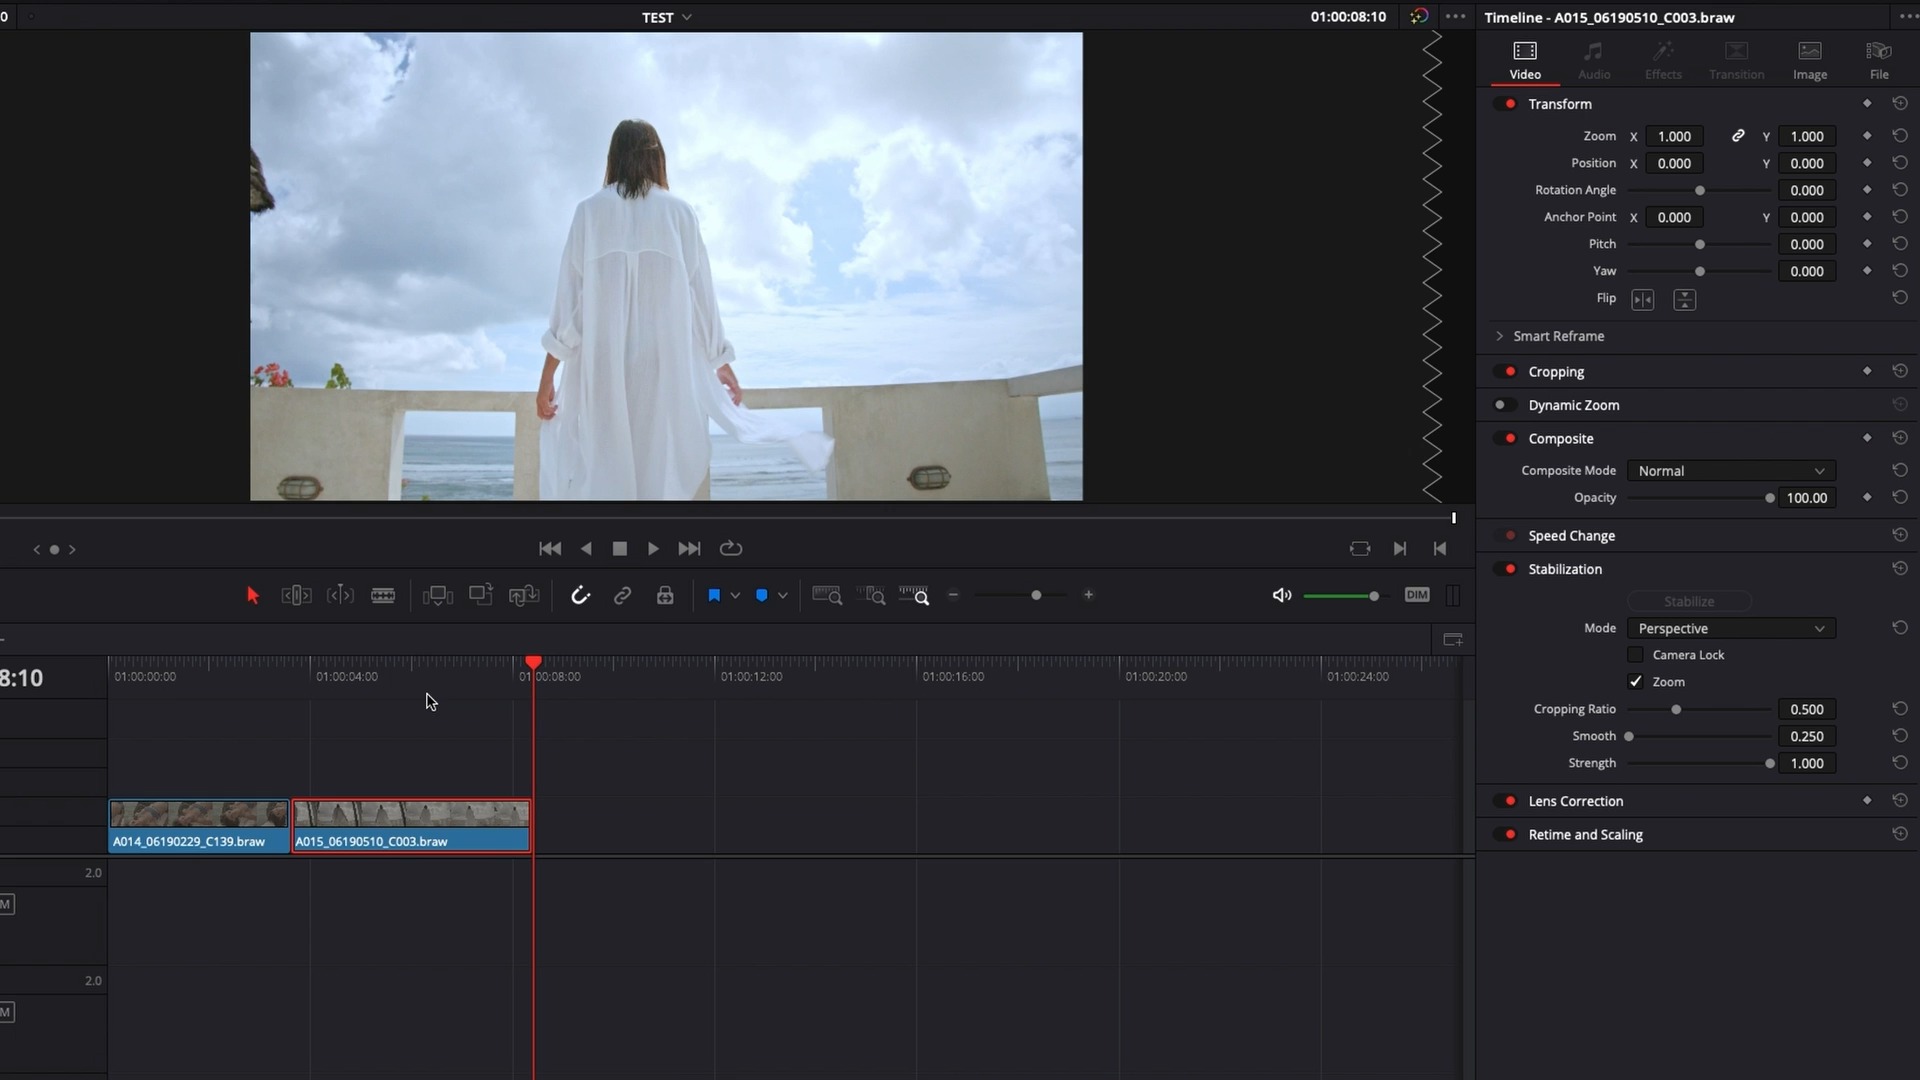 0
TEST
01:00:08:10
Timeline - A015_06190510_C003.braw
Video
Audio
Effects
Transition
Image
File
Transform
Zoom X 1.000 Y 1.000
Position X 0.000 Y 0.000
Rotation Angle 0.000
Anchor Point X 0.000 Y 0.000
Pitch 0.000
Yaw 0.000
Flip
Smart Reframe
Cropping
Dynamic Zoom
Composite
Composite Mode Normal
Opacity 100.00
Speed Change
Stabilization
Stabilize
Mode Perspective
Camera Lock
Zoom
Cropping Ratio 0.500
Smooth 0.250
Strength 1.000
Lens Correction
Retime and Scaling
DIM
8:10
01:00:00:00
01:00:04:00
01:00:08:00
01:00:12:00
01:00:16:00
01:00:20:00
01:00:24:00
A014_06190229_C139.braw
A015_06190510_C003.braw
2.0
M
2.0
M